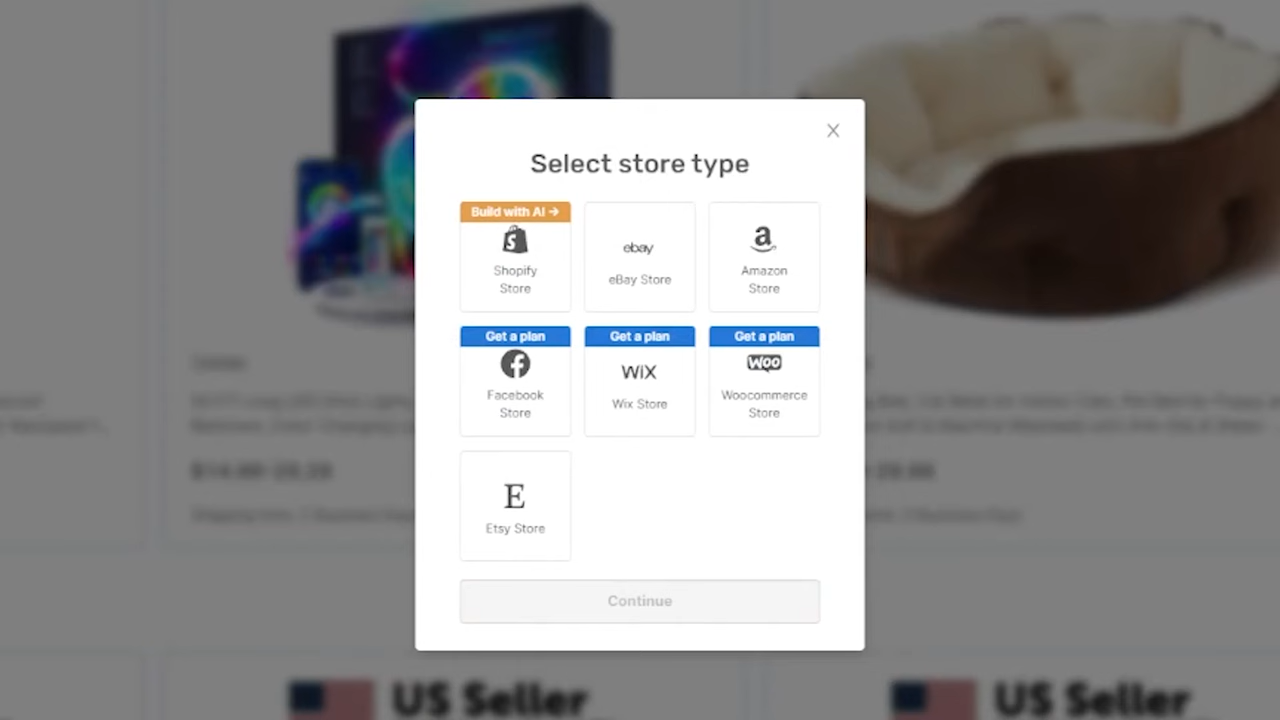 Select store type
Build with AI →
Shopify
Store
ebay
eBay Store
a
Amazon
Store
Get a plan
Facebook
Store
Get a plan
WIX
Wix Store
Get a plan
WOO
Woocommerce
Store
E
Etsy Store
Continue
US Seller
US Seller